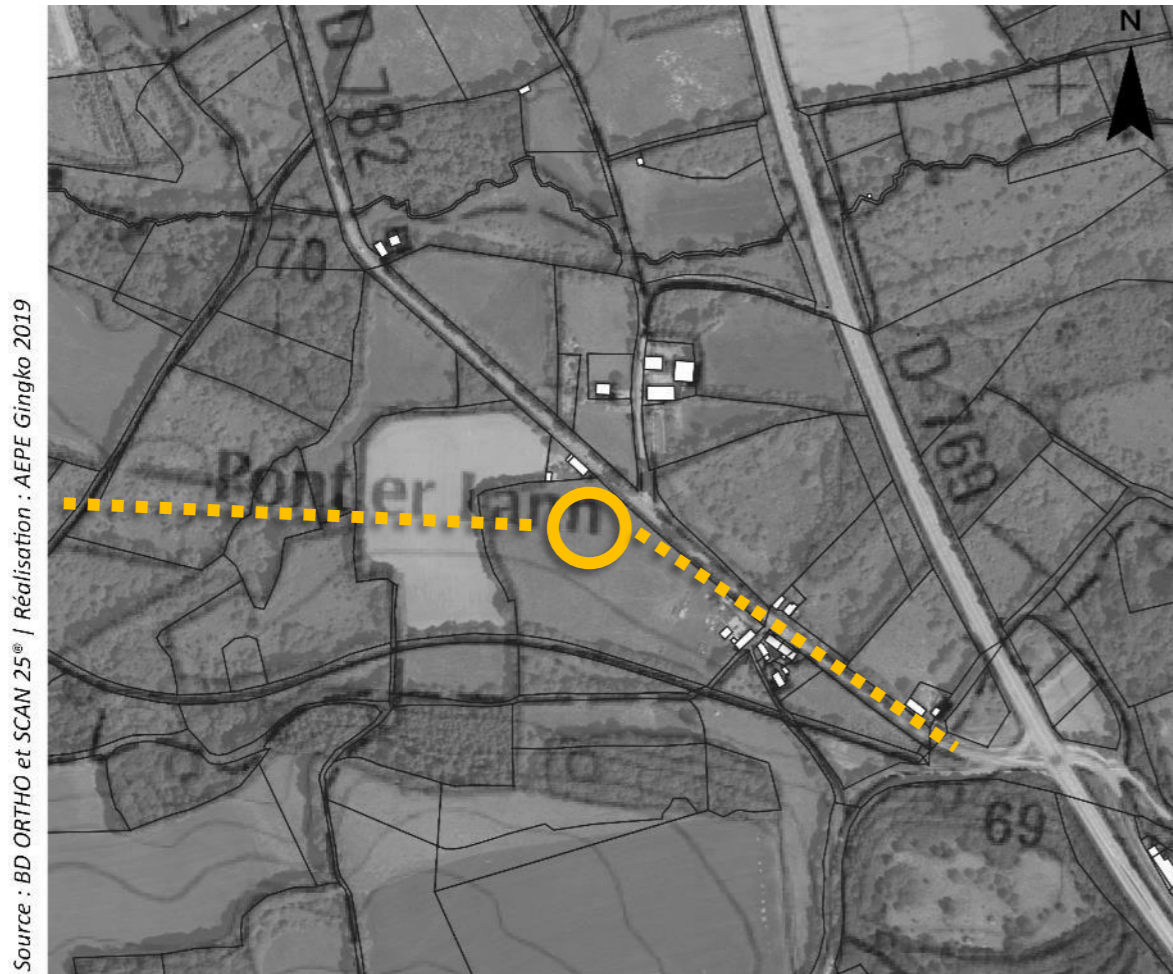 N
D 782
70
D 769
Pont er Lann
69
Source : BD ORTHO et SCAN 25® | Réalisation : AEPE Gingko 2019